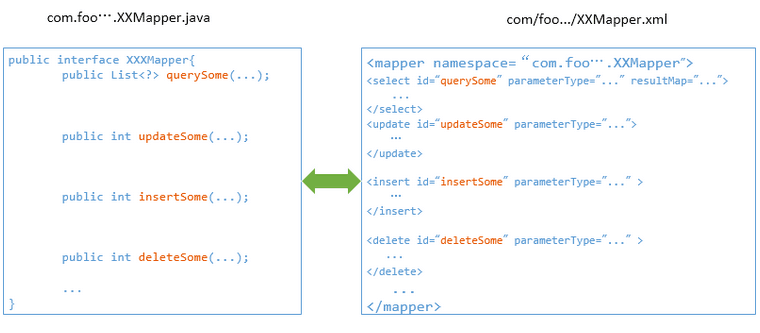 com.foo….XXMapper.java
public interface XXXMapper{
public List<?> querySome(...);
public int updateSome(...);
public int insertSome(...);
public int deleteSome(...);
...
}
com/foo.../XXMapper.xml
<mapper namespace=“com.foo….XXMapper”>
<select id=“querySome” parameterType=”...” resultMap=”...”>
...
</select>
<update id=“updateSome” parameterType=”...”>
…
</update>
<insert id=“insertSome” parameterType=”...” >
…
</insert>
<delete id=“deleteSome” parameterType=”...” >
...
</delete>
...
</mapper>